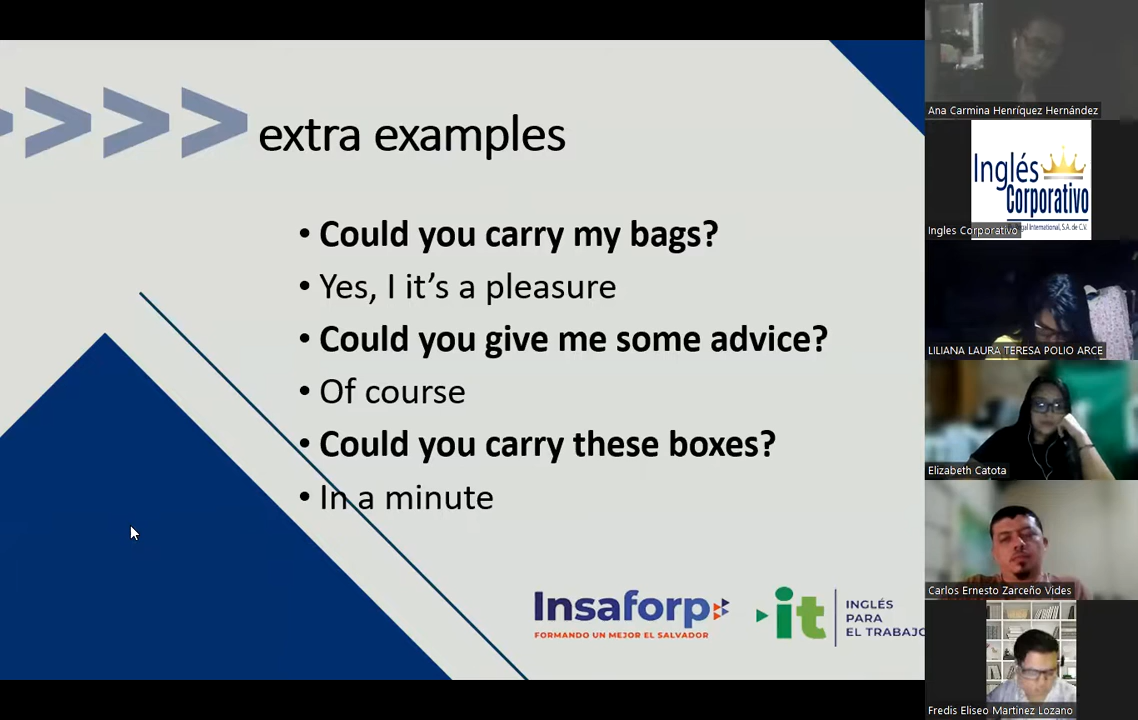 >>>>
extra examples
• Could you carry my bags?
• Yes, I it's a pleasure
• Could you give me some advice?
• Of course
• Could you carry these boxes?
• In a minute
Insaforp
FORMANDO UN MEJOR EL SALVADOR
it
INGLÉS
PARA
EL TRABAJO
Ana Carmina Henríquez Hernández
Inglés
Corporativo
gal International, S.A. de C.V.
Ingles Corporativo
LILIANA LAURA TERESA POLIO ARCE
Elizabeth Catota
Carlos Ernesto Zarceño Vides
Fredis Eliseo Martinez Lozano